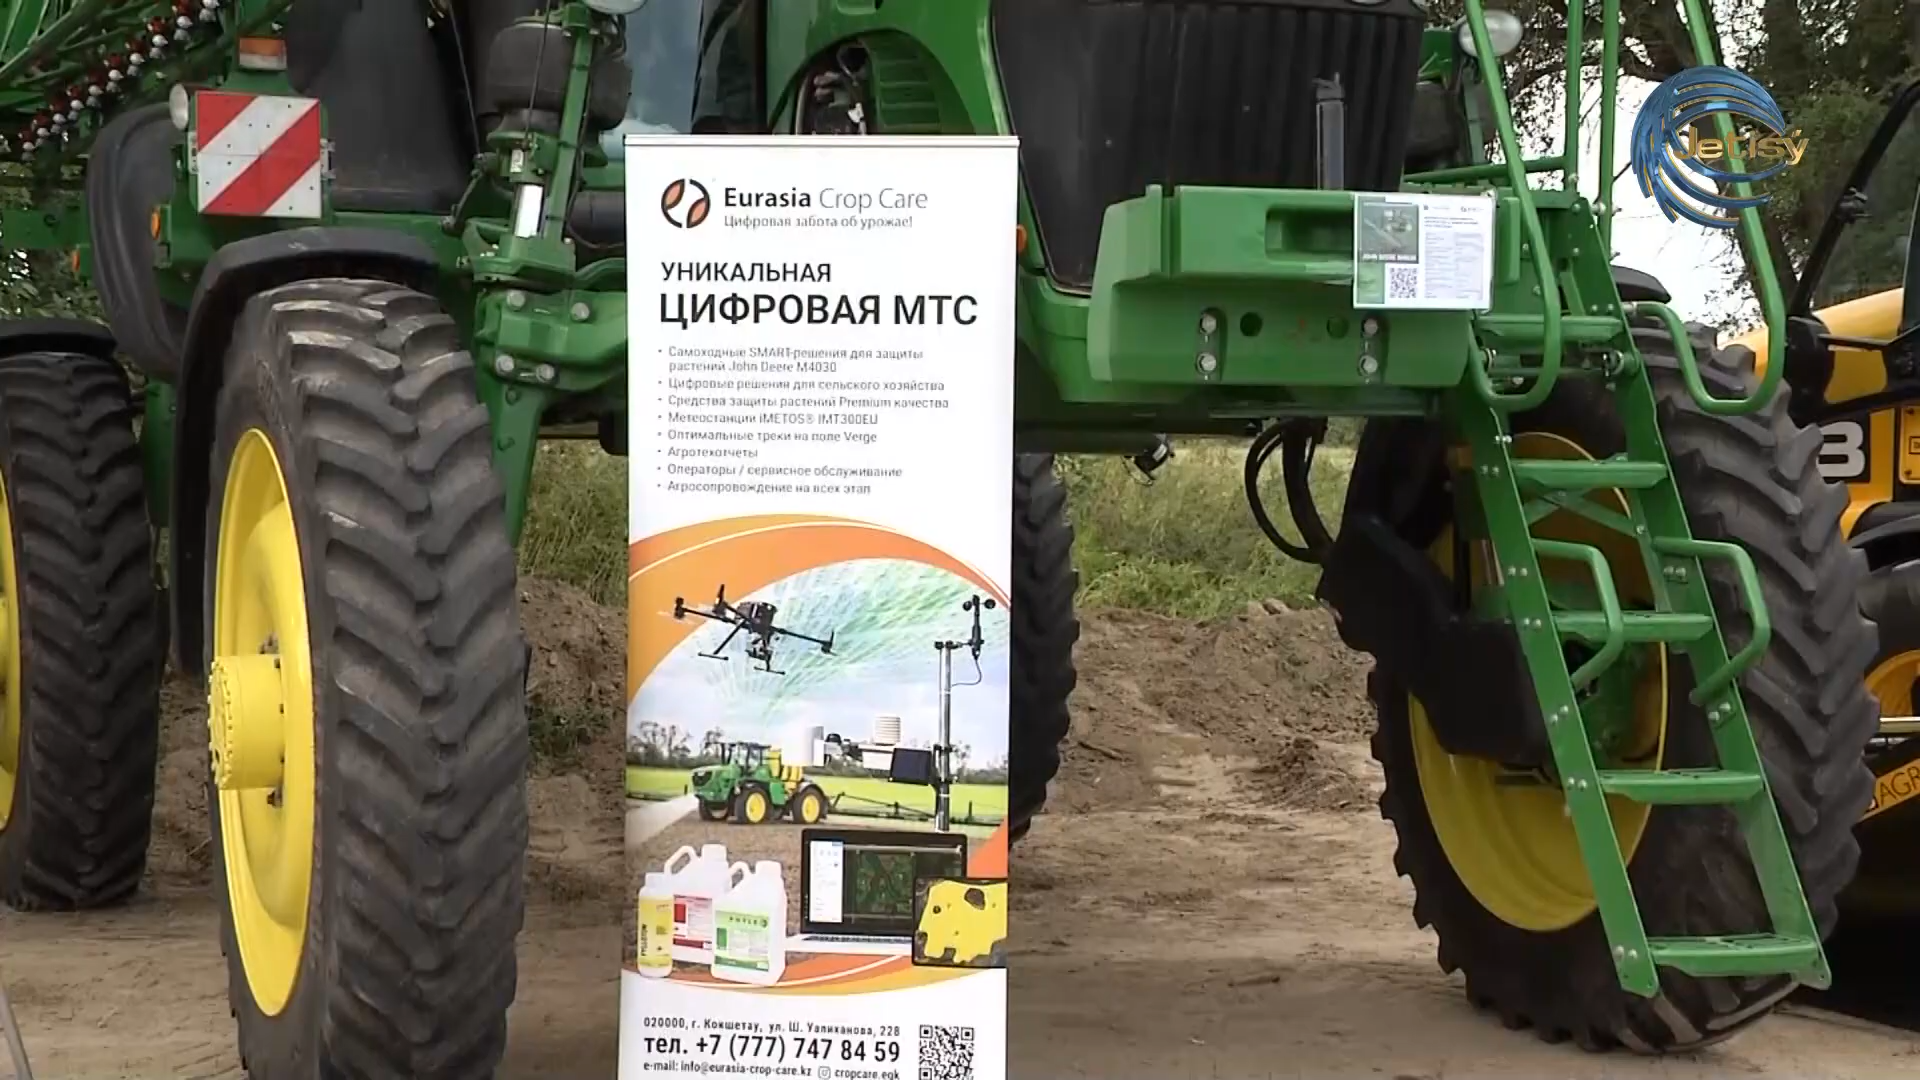 Jetisý
Eurasia Crop Care
Цифровая забота об урожае!
УНИКАЛЬНАЯ
ЦИФРОВАЯ МТС
• Самоходные SMART-решения для защиты
растений John Deere M4030
• Цифровые решения для сельского хозяйства
• Средства защиты растений Premium качества
• Метеостанции iMETOS® IMT300EU
• Оптимальные треки на поле Verge
• Агротехотчеты
• Операторы / сервисное обслуживание
• Агросопровождение на всех этап
020000, г. Кокшетау, ул. Ш. Уалиханова, 228
тел. +7 (777) 747 84 59
e-mail: info@eurasia-crop-care.kz cropcare.egk
3
AGR